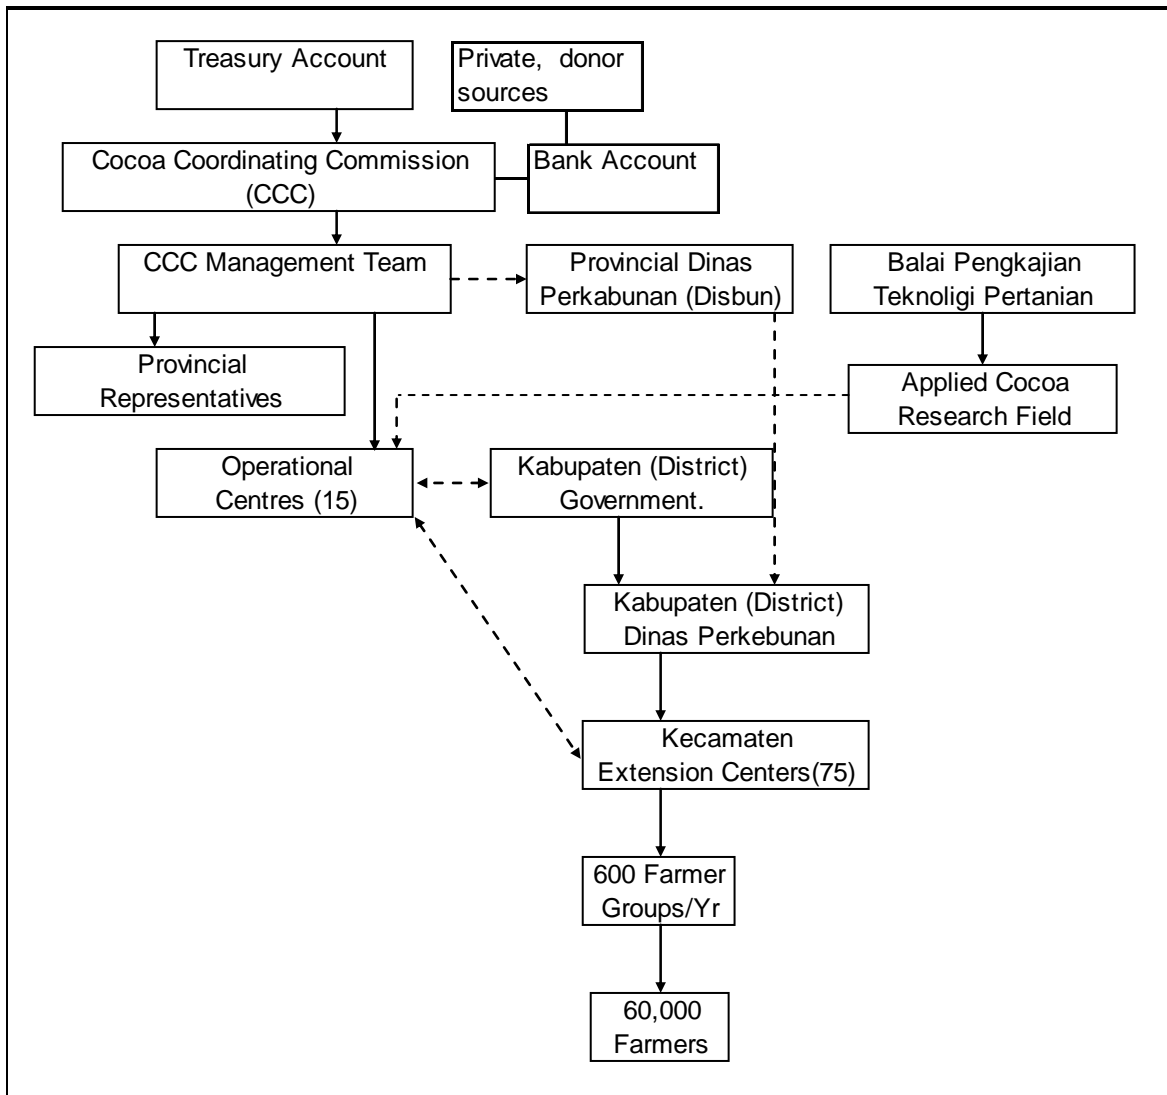 Treasury Account
Private, donor
sources
Cocoa Coordinating Commission
(CCC)
Bank Account
CCC Management Team
Provincial Dinas
Perkabunan (Disbun)
Balai Pengkajian
Teknoligi Pertanian
Provincial
Representatives
Applied Cocoa
Research Field
Operational
Centres (15)
Kabupaten (District)
Government.
Kabupaten (District)
Dinas Perkebunan
Kecamaten
Extension Centers(75)
600 Farmer
Groups/Yr
60,000
Farmers